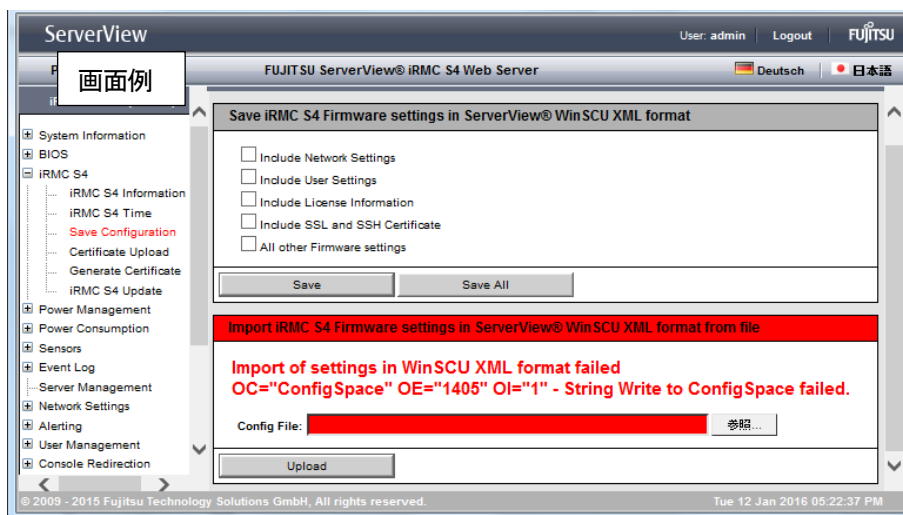 ServerView
User: admin
Logout
FUJITSU
画面例
FUJITSU ServerView® iRMC S4 Web Server
Deutsch
日本語
System Information
BIOS
iRMC S4
iRMC S4 Information
iRMC S4 Time
Save Configuration
Certificate Upload
Generate Certificate
iRMC S4 Update
Power Management
Power Consumption
Sensors
Event Log
Server Management
Network Settings
Alerting
User Management
Console Redirection
Save iRMC S4 Firmware settings in ServerView® WinSCU XML format
Include Network Settings
Include User Settings
Include License Information
Include SSL and SSH Certificate
All other Firmware settings
Save
Save All
Import iRMC S4 Firmware settings in ServerView® WinSCU XML format from file
Import of settings in WinSCU XML format failed
OC="ConfigSpace" OE="1405" OI="1" - String Write to ConfigSpace failed.
Config File:
参照...
Upload
© 2009 - 2015 Fujitsu Technology Solutions GmbH, All rights reserved.
Tue 12 Jan 2016 05:22:37 PM